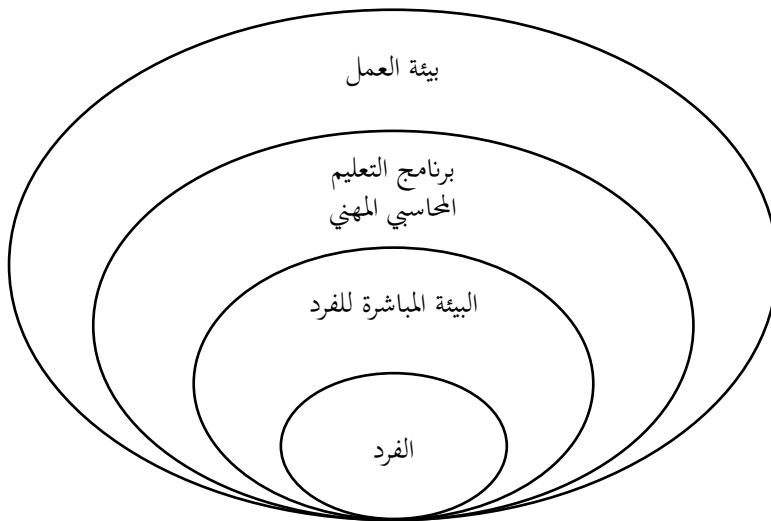 بيئة العمل
برنامج التعليم
المحاسبي المهني
البيئة المباشرة للفرد
الفرد